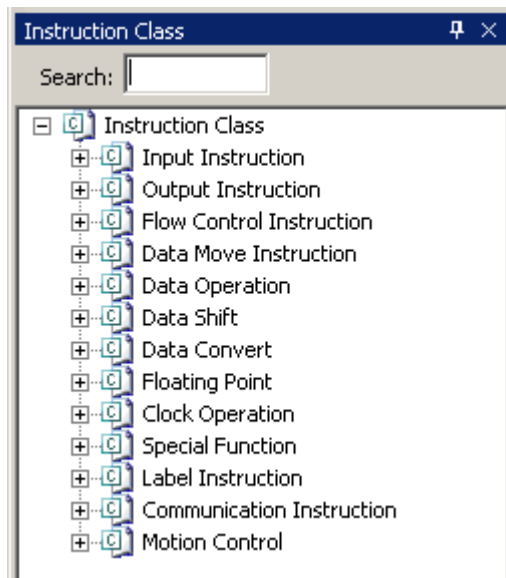 Instruction Class
Search:
Instruction Class
Input Instruction
Output Instruction
Flow Control Instruction
Data Move Instruction
Data Operation
Data Shift
Data Convert
Floating Point
Clock Operation
Special Function
Label Instruction
Communication Instruction
Motion Control